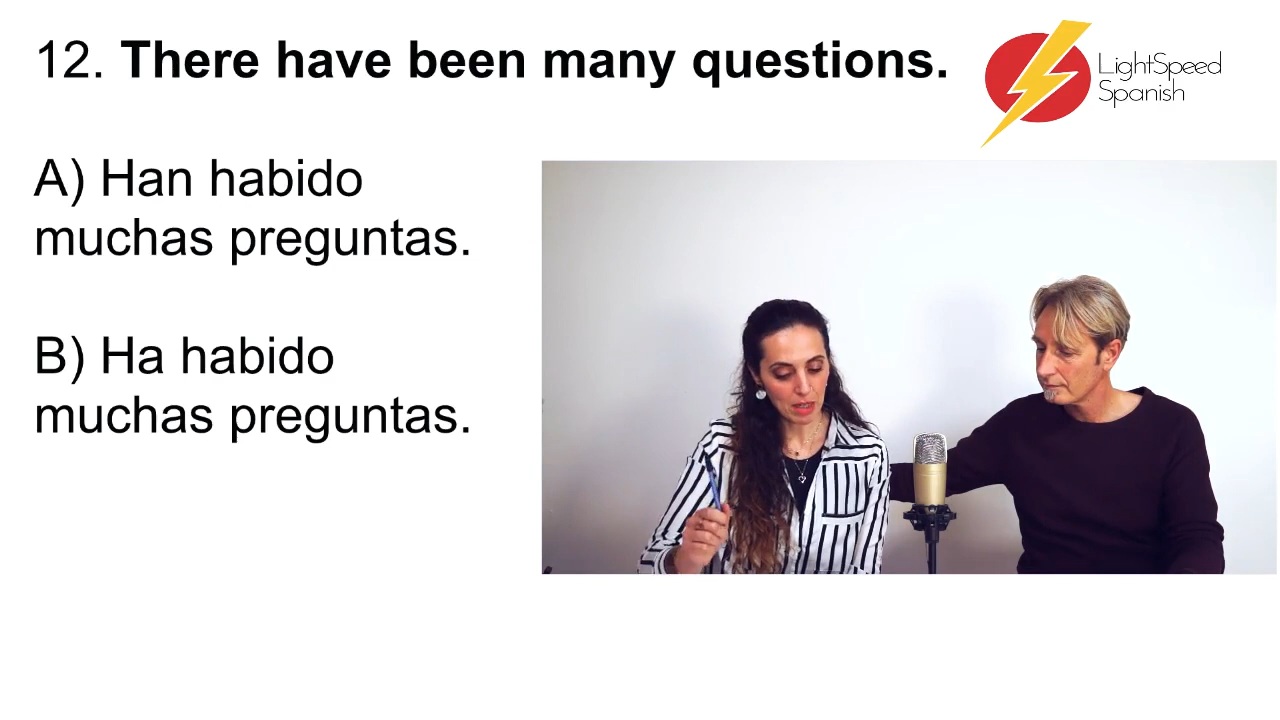 12. There have been many questions.
LightSpeed
Spanish
A) Han habido
muchas preguntas.
B) Ha habido
muchas preguntas.